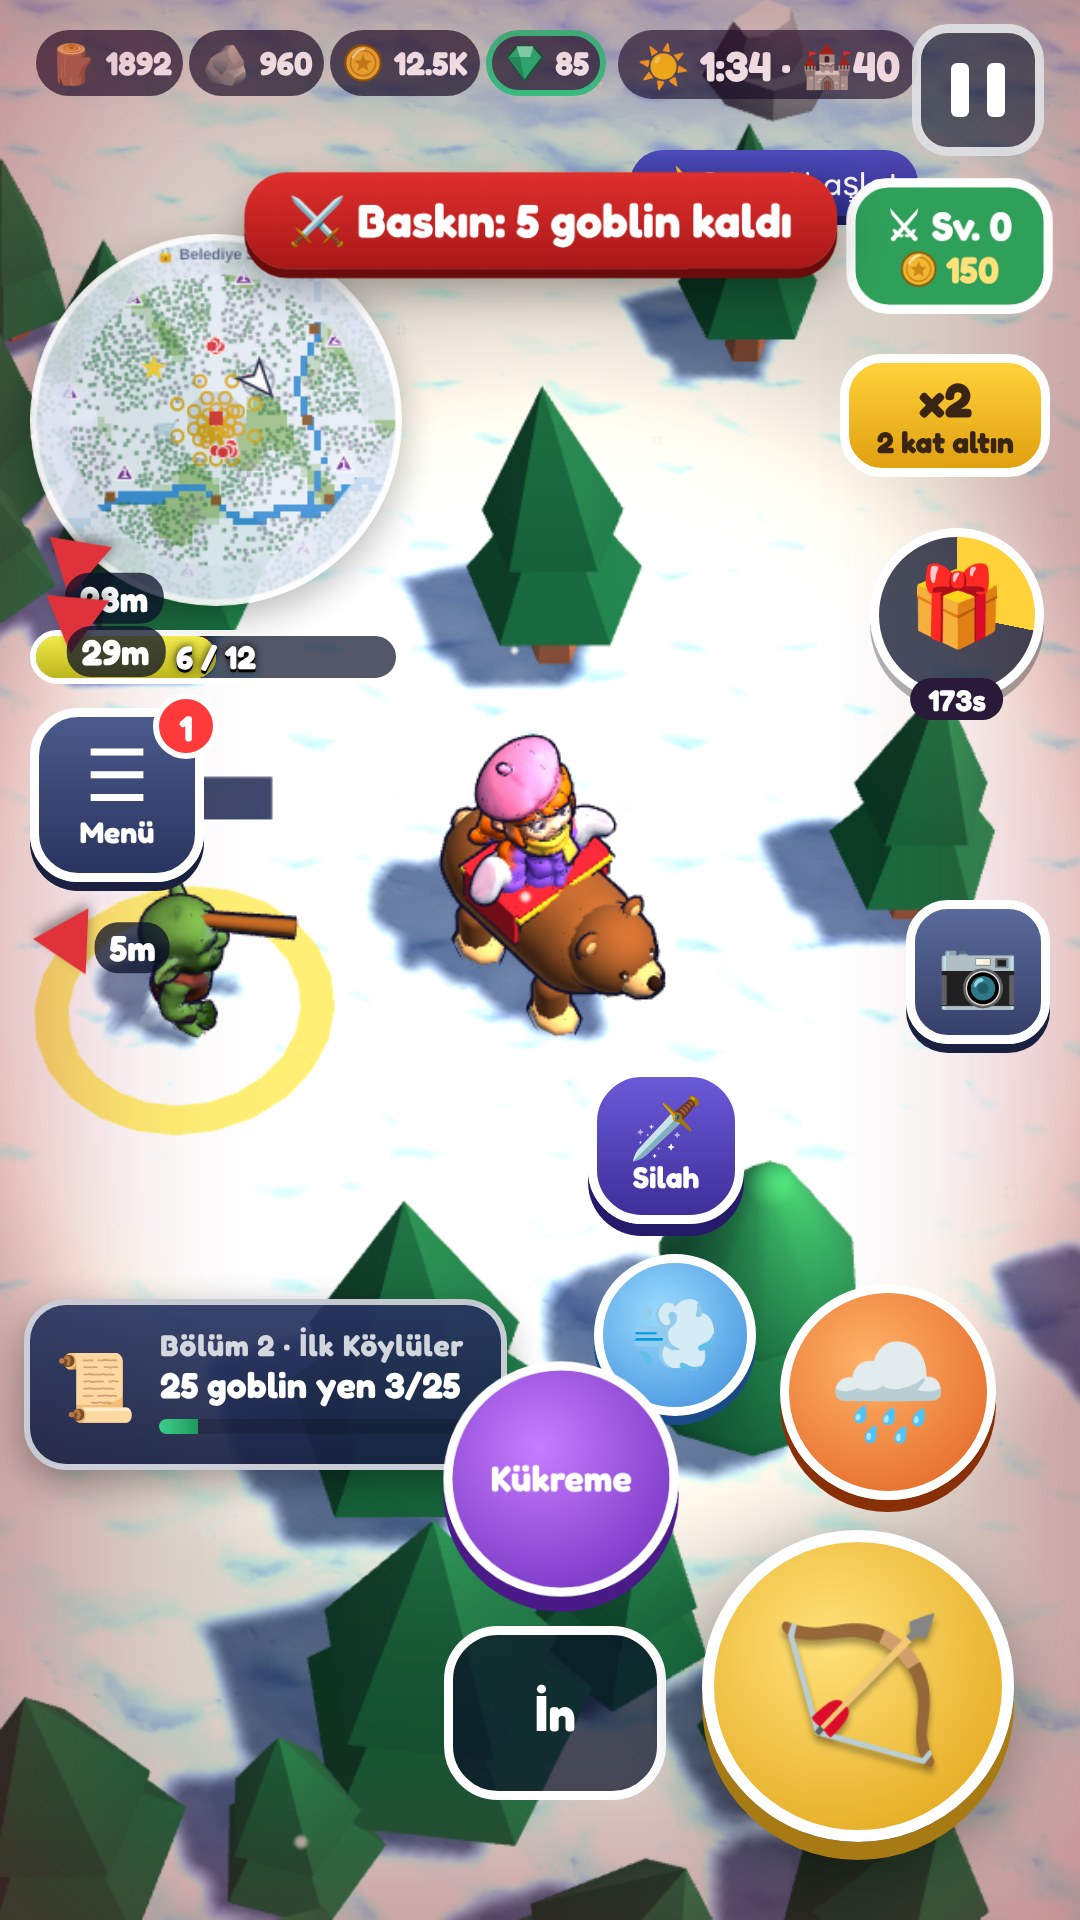 1892
960
12.5K
85
1:34 ·
40
Baskın: 5 goblin kaldı
Sv. 0
150
Belediye
x2
2 kat altın
173s
29m
6 / 12
1
Menü
5m
Silah
Bölüm 2 · İlk Köylüler
25 goblin yen 3/25
Kükreme
İn